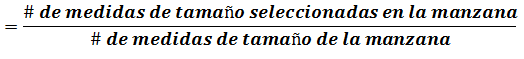 = # de medidas de tamaño seleccionadas en la manzana
# de medidas de tamaño de la manzana